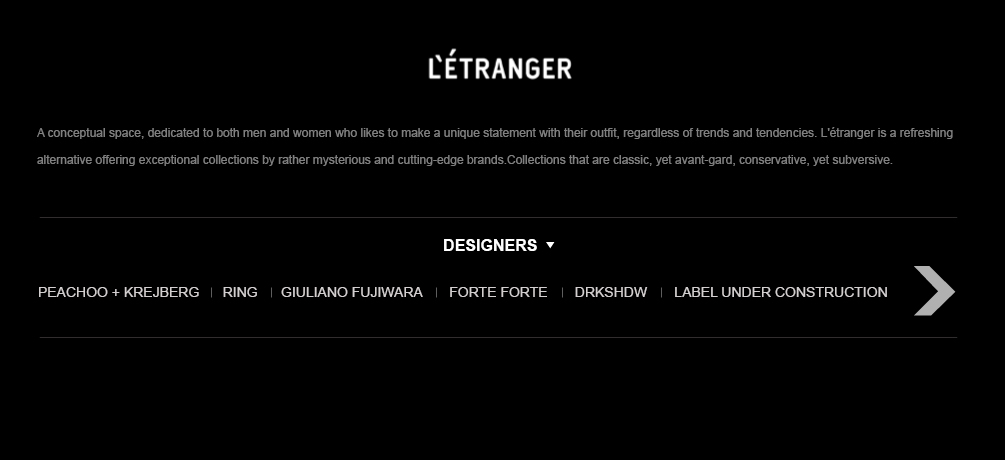 L'ÉTRANGER
A conceptual space, dedicated to both men and women who likes to make a unique statement with their outfit, regardless of trends and tendencies. L'étranger is a refreshing
alternative offering exceptional collections by rather mysterious and cutting-edge brands.Collections that are classic, yet avant-gard, conservative, yet subversive.
DESIGNERS
PEACHOO + KREJBERG | RING | GIULIANO FUJIWARA | FORTE FORTE | DRKSHDW | LABEL UNDER CONSTRUCTION